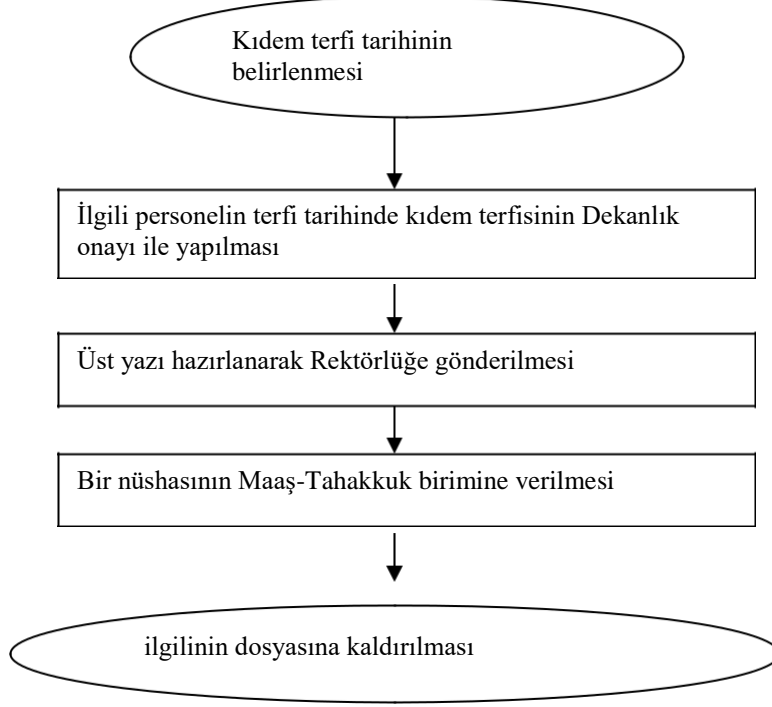 Kıdem terfi tarihinin
belirlenmesi
İlgili personelin terfi tarihinde kıdem terfisinin Dekanlık
onayı ile yapılması
Üst yazı hazırlanarak Rektörlüğe gönderilmesi
Bir nüshasının Maaş-Tahakkuk birimine verilmesi
ilgilinin dosyasına kaldırılması